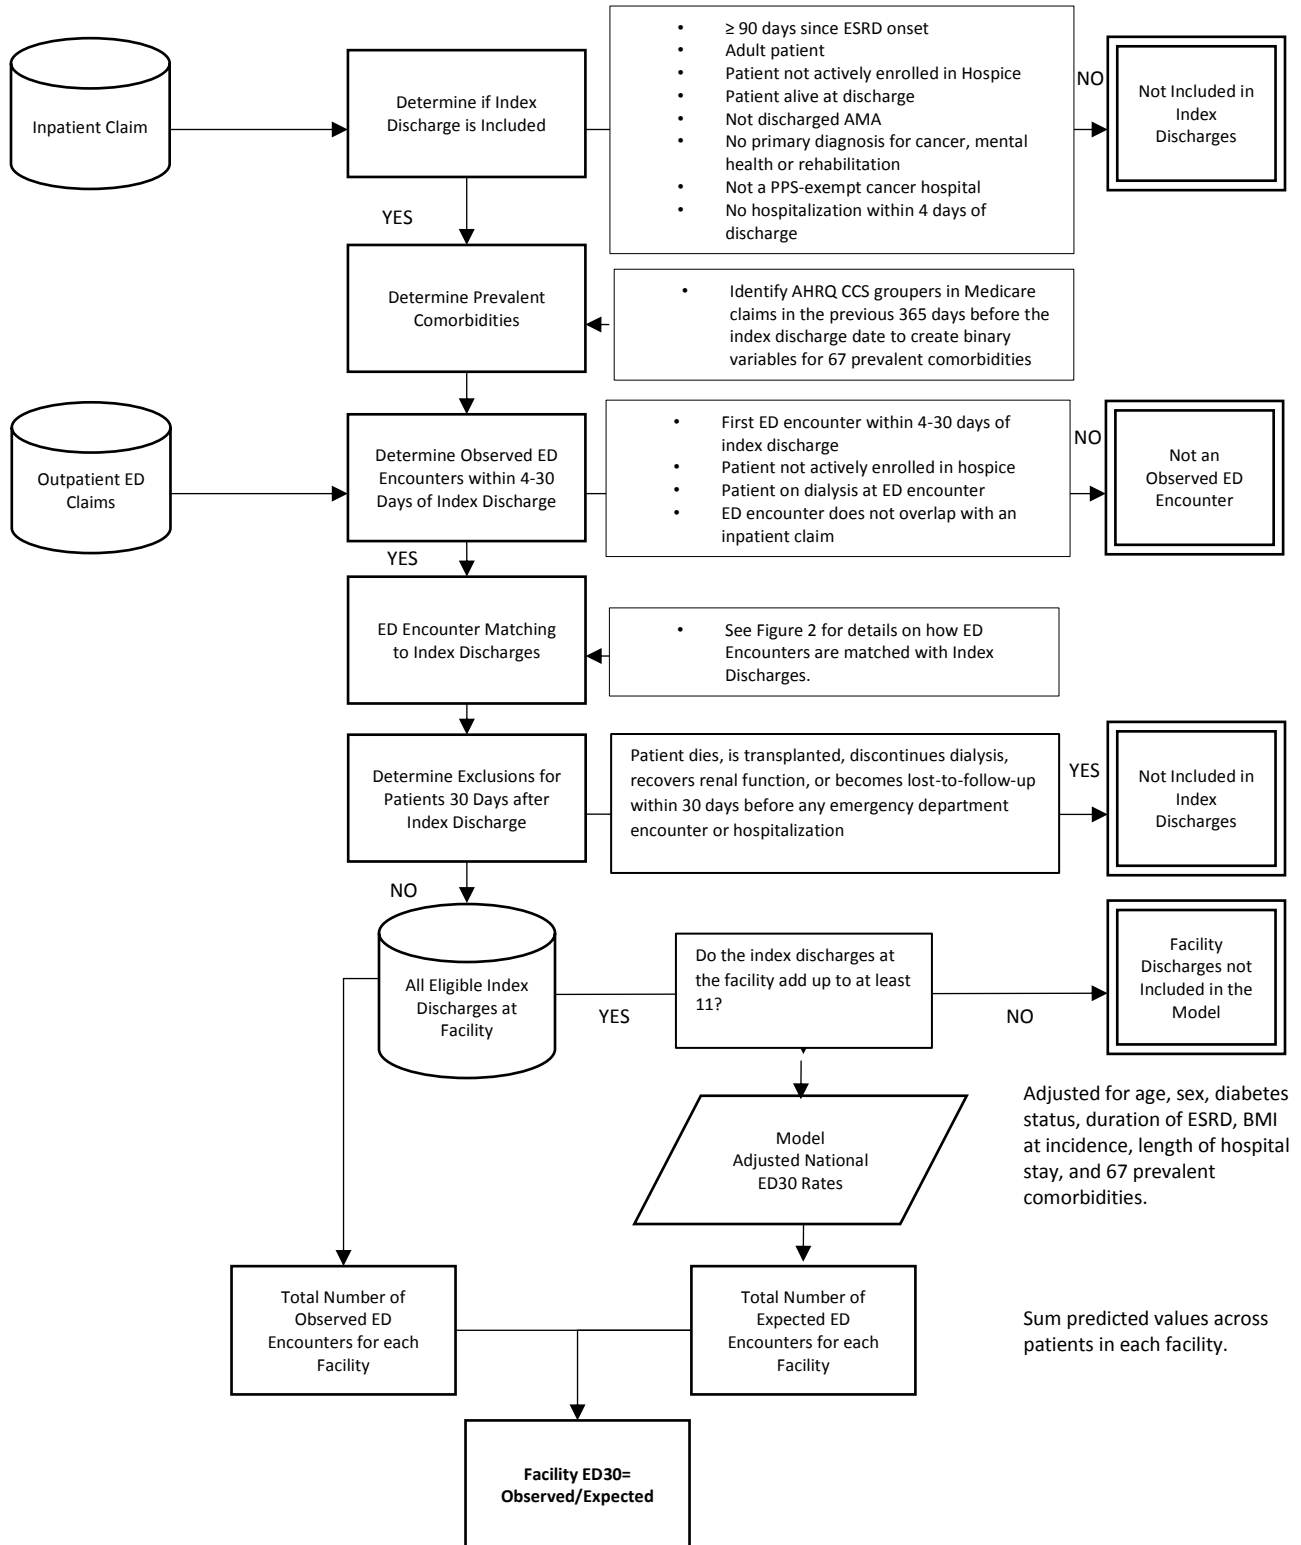 Inpatient Claim
Determine if Index
Discharge is Included
• ≥ 90 days since ESRD onset
• Adult patient
• Patient not actively enrolled in Hospice
• Patient alive at discharge
• Not discharged AMA
• No primary diagnosis for cancer, mental
health or rehabilitation
• Not a PPS-exempt cancer hospital
• No hospitalization within 4 days of
discharge
NO
Not Included in
Index
Discharges
YES
Determine Prevalent
Comorbidities
• Identify AHRQ CCS groupers in Medicare
claims in the previous 365 days before the
index discharge date to create binary
variables for 67 prevalent comorbidities
Outpatient ED
Claims
Determine Observed ED
Encounters within 4-30
Days of Index Discharge
• First ED encounter within 4-30 days of
index discharge
• Patient not actively enrolled in hospice
• Patient on dialysis at ED encounter
• ED encounter does not overlap with an
inpatient claim
NO
Not an
Observed ED
Encounter
YES
ED Encounter Matching
to Index Discharges
• See Figure 2 for details on how ED
Encounters are matched with Index
Discharges.
Determine Exclusions for
Patients 30 Days after
Index Discharge
Patient dies, is transplanted, discontinues dialysis,
recovers renal function, or becomes lost-to-follow-up
within 30 days before any emergency department
encounter or hospitalization
YES
Not Included in
Index
Discharges
NO
All Eligible Index
Discharges at
Facility
YES
Do the index discharges at
the facility add up to at least
11?
NO
Facility
Discharges not
Included in the
Model
Model
Adjusted National
ED30 Rates
Adjusted for age, sex, diabetes
status, duration of ESRD, BMI
at incidence, length of hospital
stay, and 67 prevalent
comorbidities.
Total Number of
Observed ED
Encounters for each
Facility
Total Number of
Expected ED
Encounters for each
Facility
Sum predicted values across
patients in each facility.
Facility ED30=
Observed/Expected